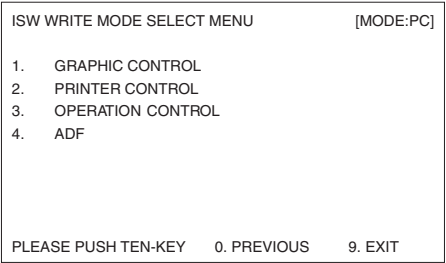 ISW WRITE MODE SELECT MENU [MODE:PC]
1. GRAPHIC CONTROL
2. PRINTER CONTROL
3. OPERATION CONTROL
4. ADF
PLEASE PUSH TEN-KEY 0. PREVIOUS 9. EXIT